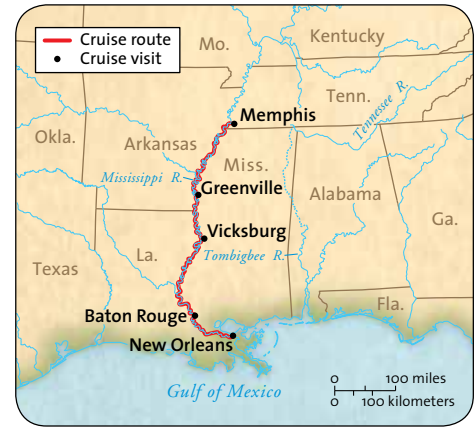 Cruise route
Cruise visit
Mo.
Kentucky
Tenn.
Tennessee R.
Memphis
Okla.
Arkansas
Mississippi R.
Miss.
Greenville
Alabama
Ga.
Vicksburg
La.
Tombigbee R.
Texas
Baton Rouge
Fla.
New Orleans
Gulf of Mexico
0 100 miles
0 100 kilometers